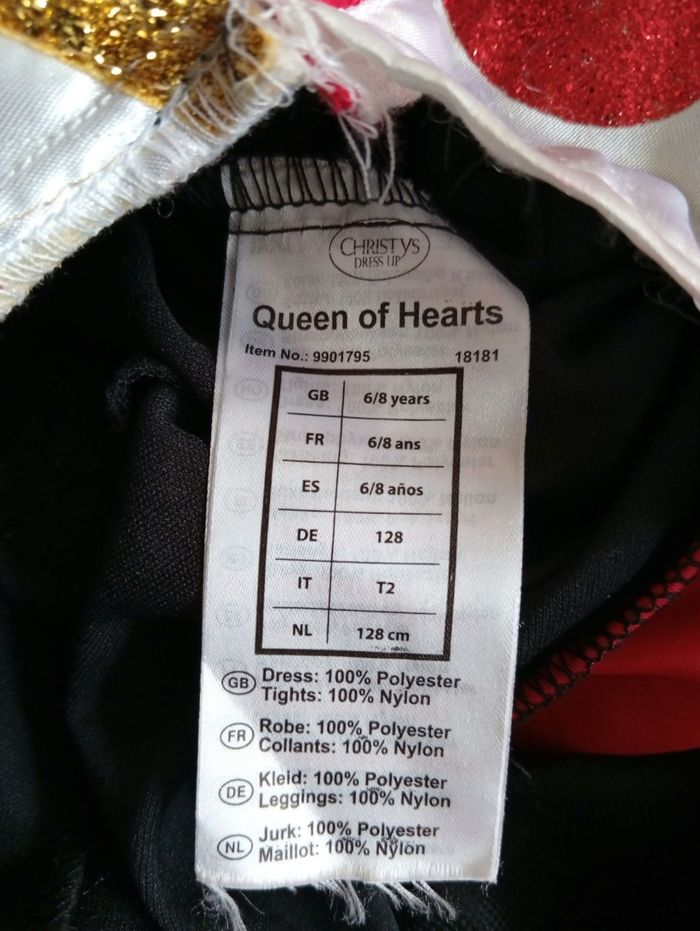 CHRISTYS
DRESS UP
Queen of Hearts
Item No.: 9901795 18181
GB 6/8 years
FR 6/8 ans
ES 6/8 años
DE 128
IT T2
NL 128 cm
GB Dress: 100% Polyester
Tights: 100% Nylon
FR Robe: 100% Polyester
Collants: 100% Nylon
DE Kleid: 100% Polyester
Leggings: 100% Nylon
NL Jurk: 100% Polyester
Maillot: 100% Nylon